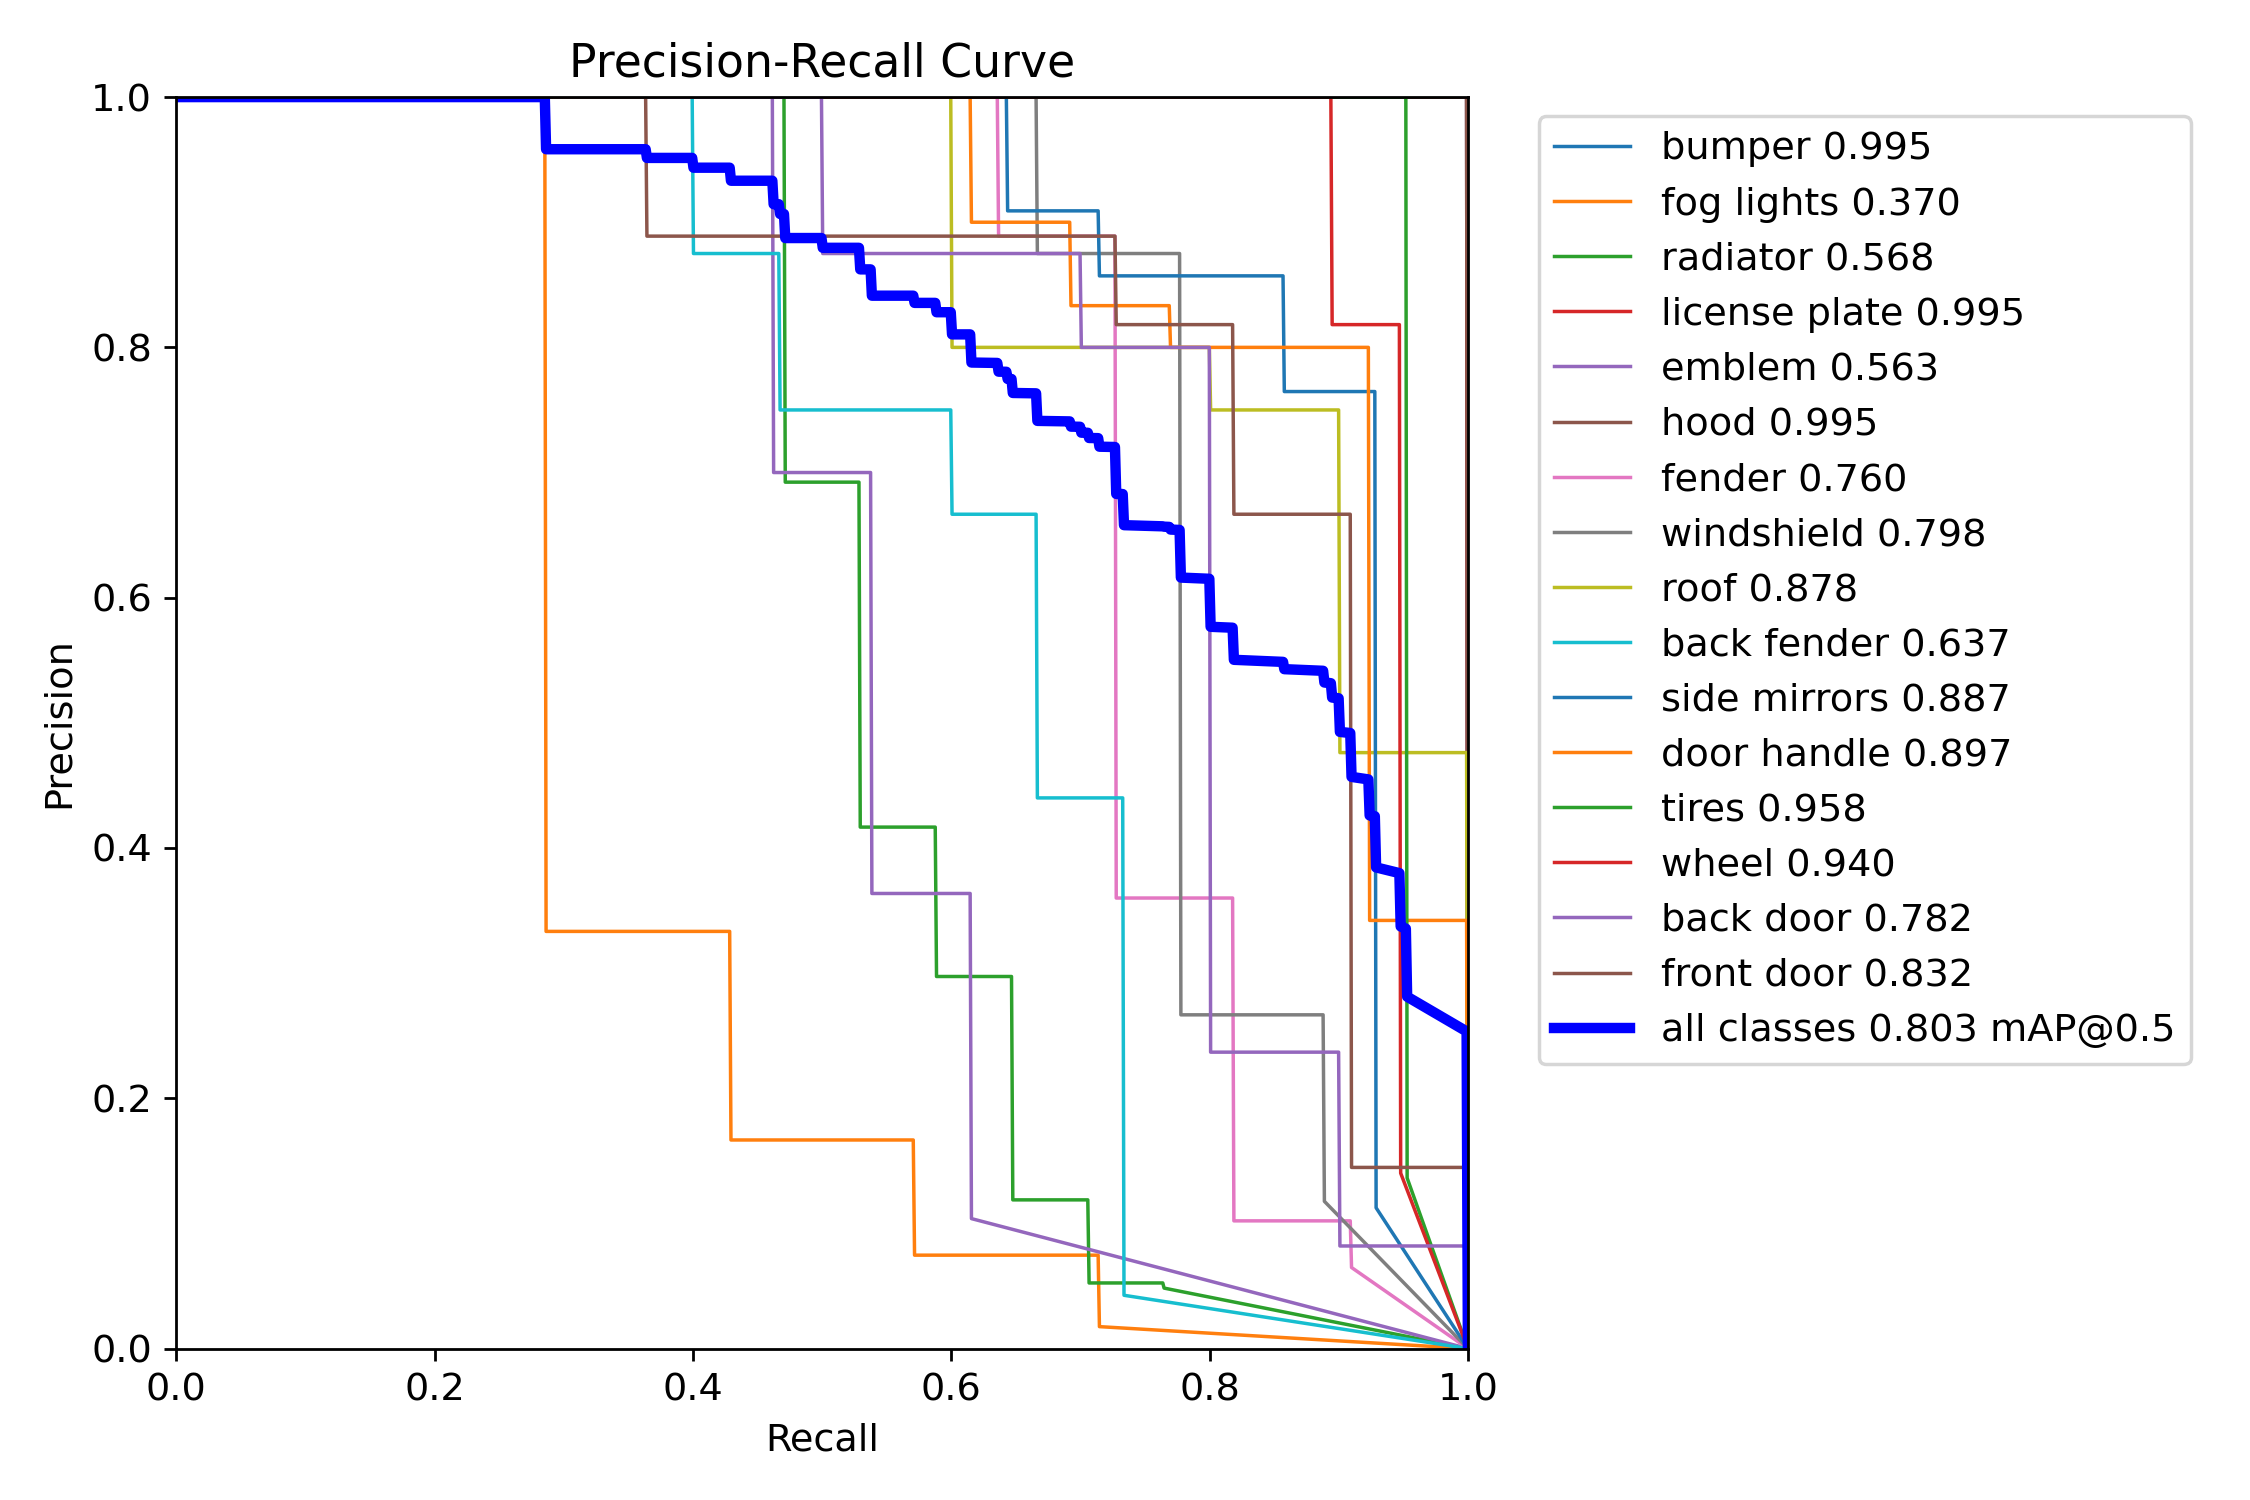 Precision-Recall Curve
1.0
0.8
0.6
0.4
0.2
0.0
Precision
0.0 0.2 0.4 0.6 0.8 1.0
Recall
bumper 0.995
fog lights 0.370
radiator 0.568
license plate 0.995
emblem 0.563
hood 0.995
fender 0.760
windshield 0.798
roof 0.878
back fender 0.637
side mirrors 0.887
door handle 0.897
tires 0.958
wheel 0.940
back door 0.782
front door 0.832
all classes 0.803 mAP@0.5